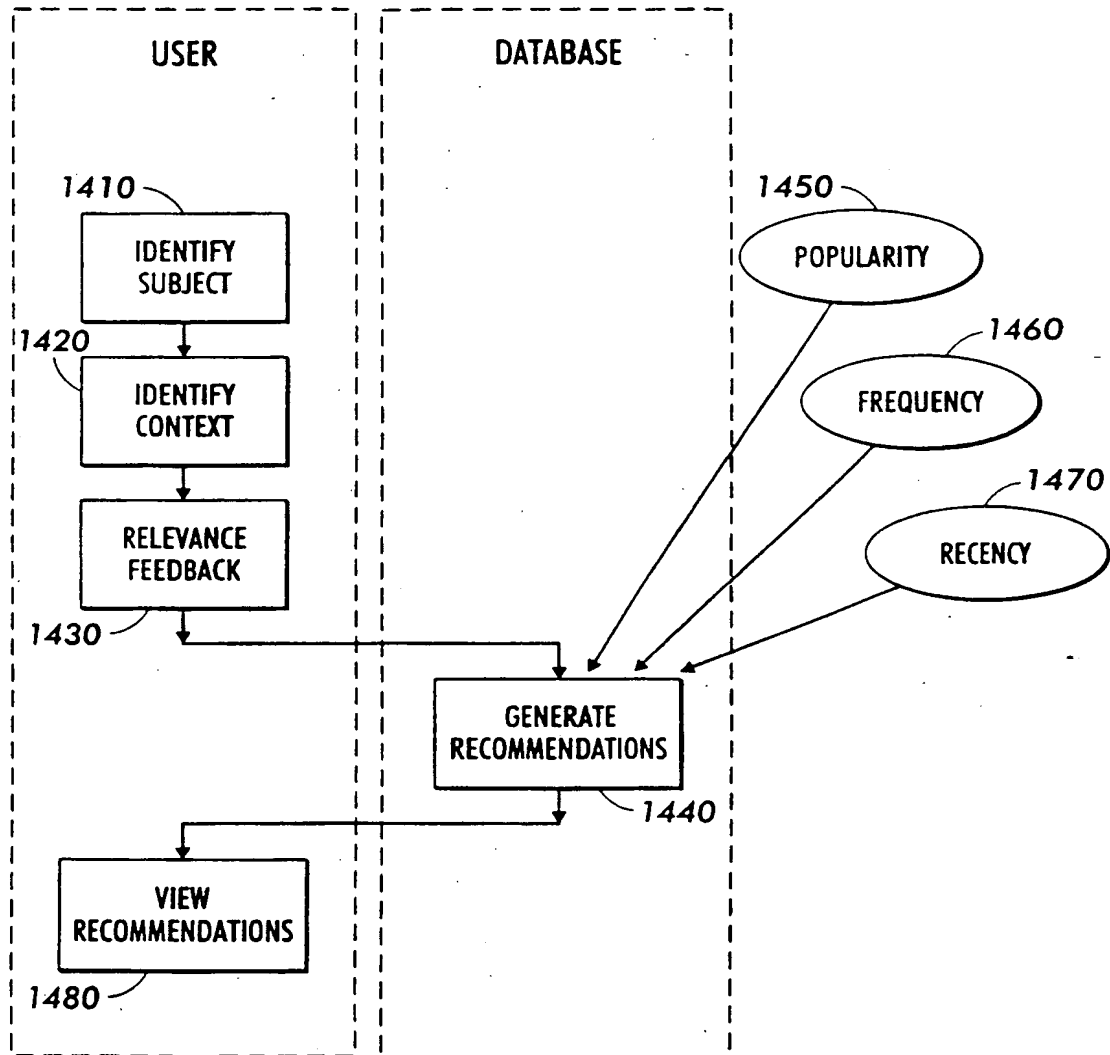 USER
DATABASE
1410
IDENTIFY
SUBJECT
1420
IDENTIFY
CONTEXT
RELEVANCE
FEEDBACK
1430
1450
POPULARITY
1460
FREQUENCY
1470
RECENCY
GENERATE
RECOMMENDATIONS
1440
VIEW
RECOMMENDATIONS
1480